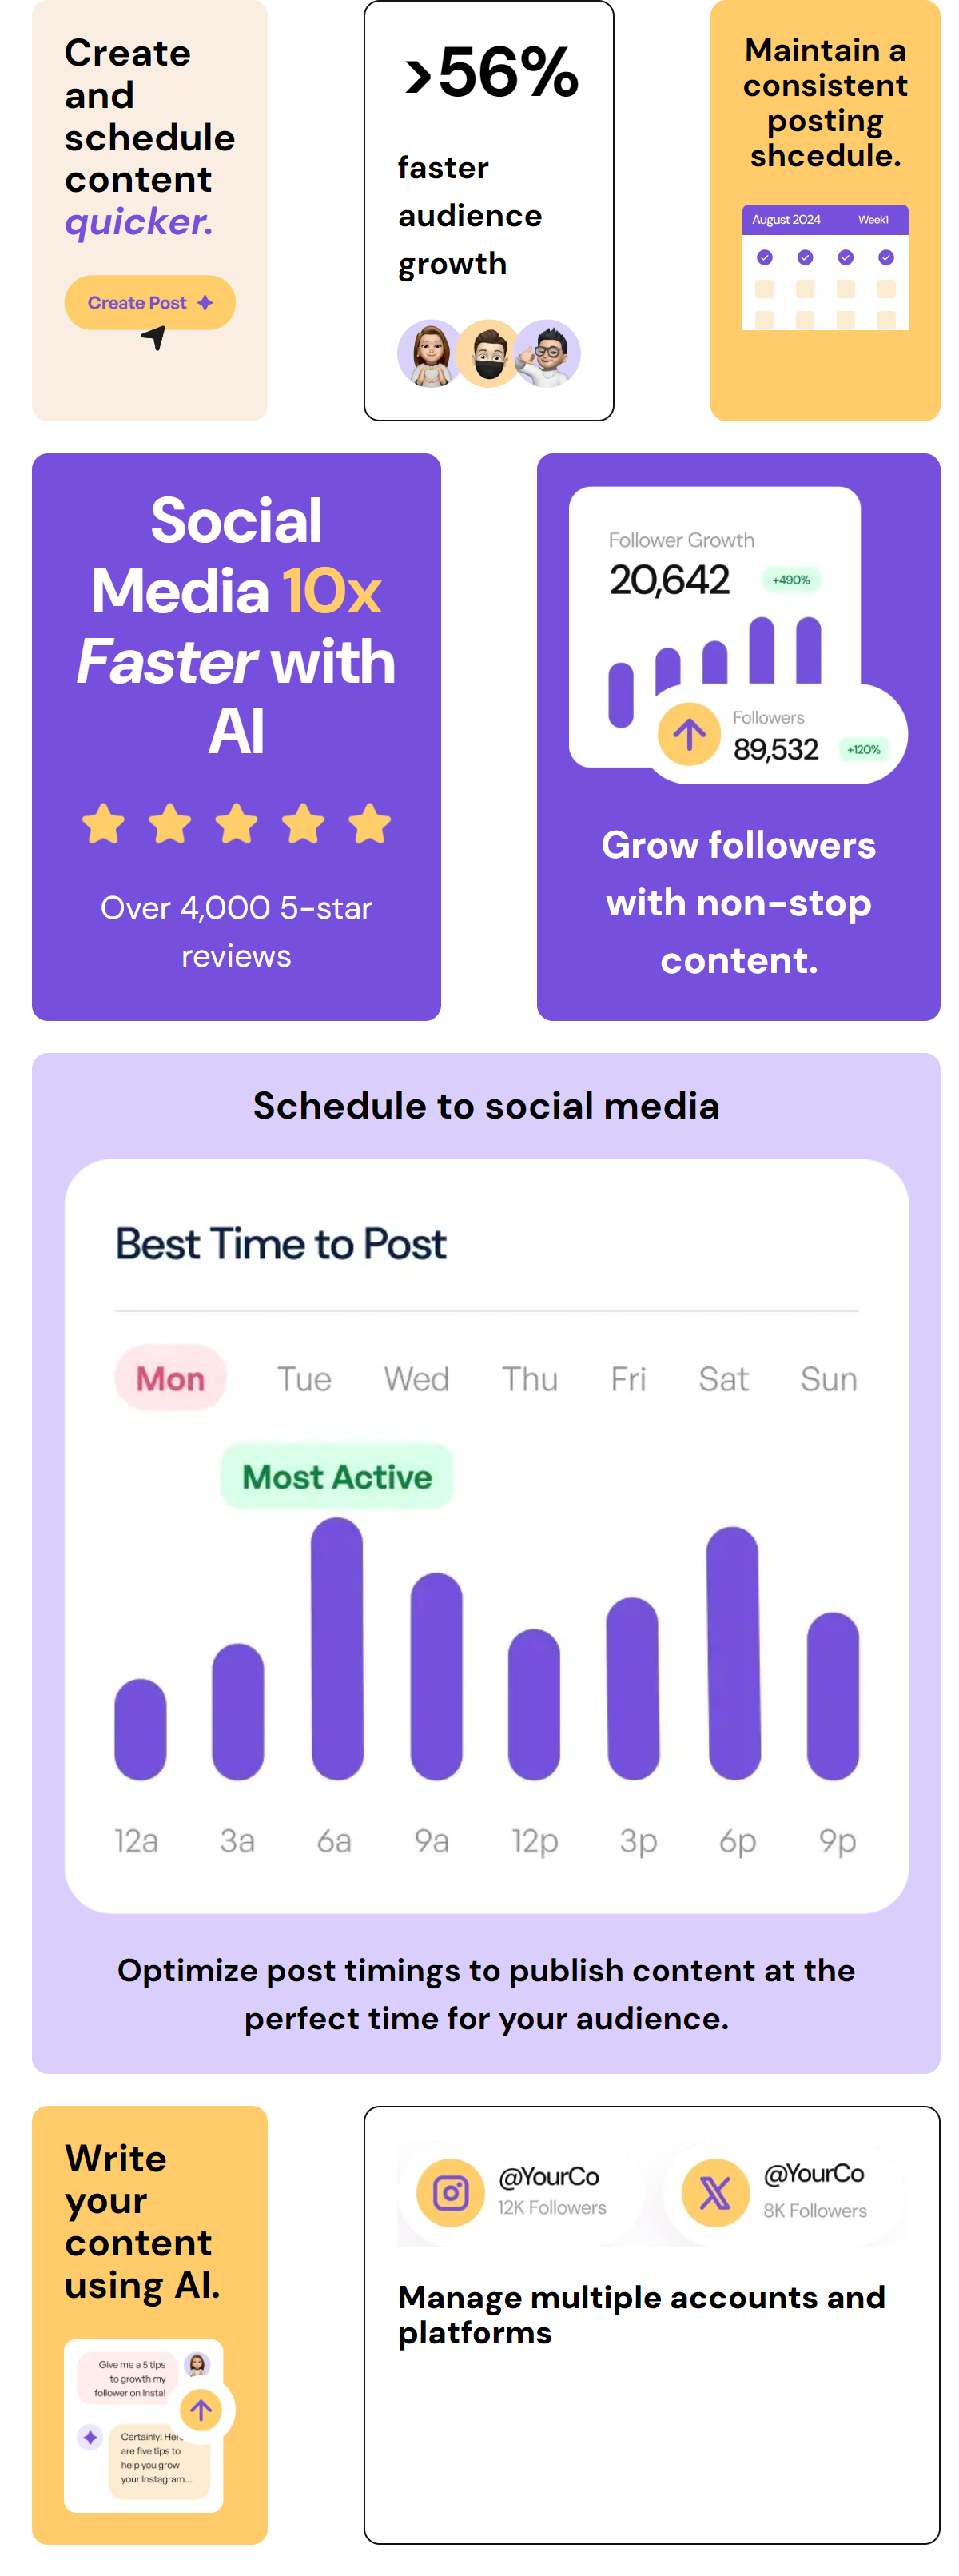 Create
and
schedule
content
quicker.
Create Post
>56%
faster
audience
growth
Maintain a
consistent
posting
shcedule.
August 2024 Week1
Social
Media 10x
Faster with
AI
Over 4,000 5-star
reviews
Follower Growth
20,642 +490%
Followers
89,532 +120%
Grow followers
with non-stop
content.
Schedule to social media
Best Time to Post
Mon Tue Wed Thu Fri Sat Sun
Most Active
12a 3a 6a 9a 12p 3p 6p 9p
Optimize post timings to publish content at the
perfect time for your audience.
Write
your
content
using AI.
Give me a 5 tips
to growth my
follower on Insta!
Certainly!
are five tips to
help you grow
your Instagram...
@YourCo
12K Followers
@YourCo
8K Followers
Manage multiple accounts and
platforms